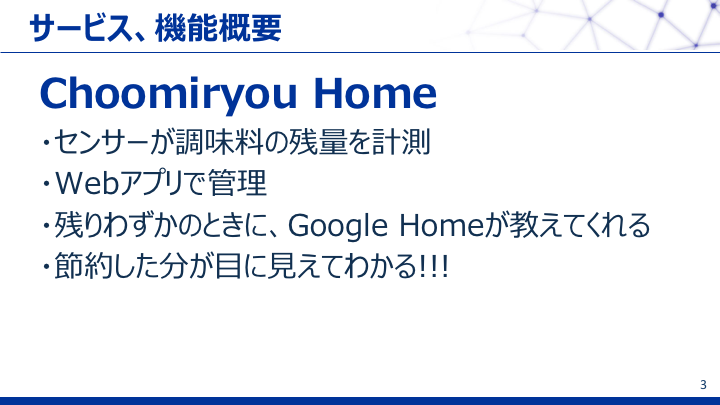 サービス、機能概要
Choomiryou Home
・センサーが調味料の残量を計測
・Webアプリで管理
・残りわずかのときに、Google Homeが教えてくれる
・節約した分が目に見えてわかる!!!
3